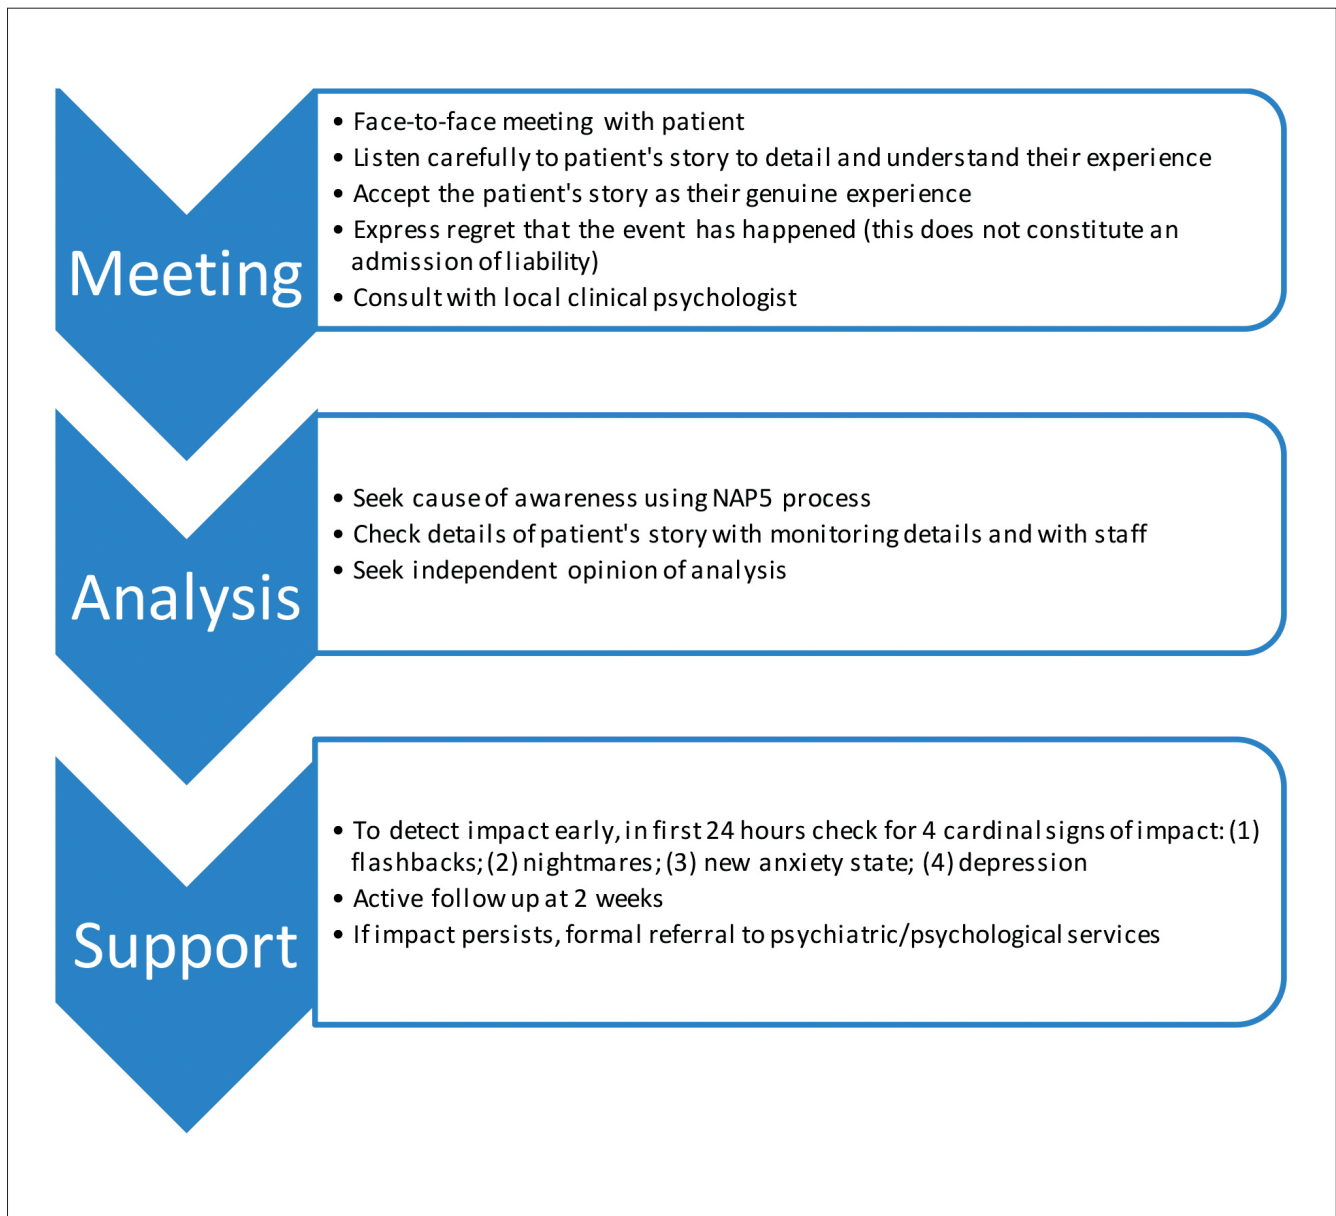 Meeting
• Face-to-face meeting with patient
• Listen carefully to patient's story to detail and understand their experience
• Accept the patient's story as their genuine experience
• Express regret that the event has happened (this does not constitute an
admission of liability)
• Consult with local clinical psychologist
Analysis
• Seek cause of awareness using NAP5 process
• Check details of patient's story with monitoring details and with staff
• Seek independent opinion of analysis
Support
• To detect impact early, in first 24 hours check for 4 cardinal signs of impact: (1)
flashbacks; (2) nightmares; (3) new anxiety state; (4) depression
• Active follow up at 2 weeks
• If impact persists, formal referral to psychiatric/psychological services